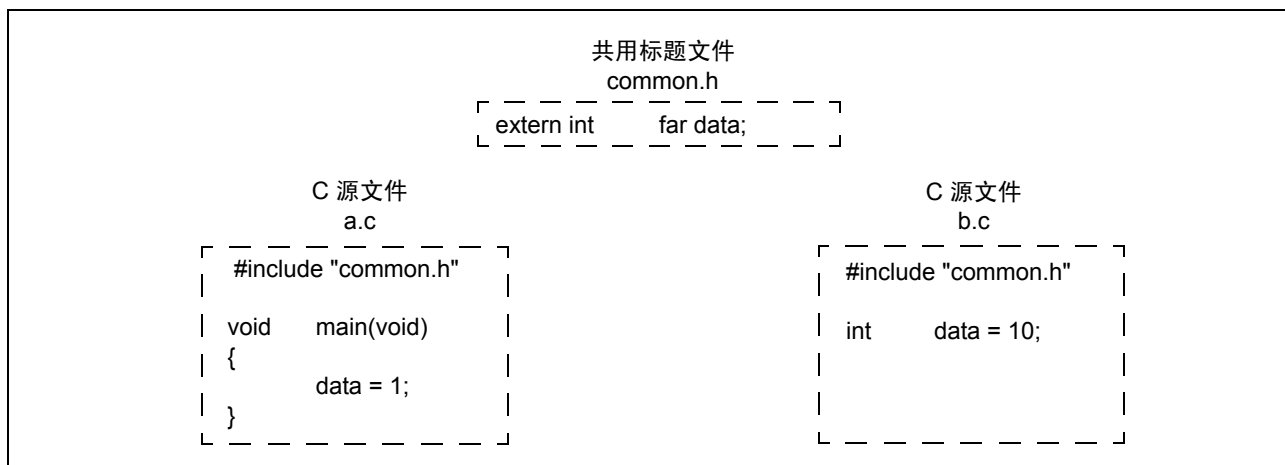 共用标题文件
common.h
extern int far data;
C 源文件
a.c
#include "common.h"
void main(void)
{
data = 1;
}
C 源文件
b.c
#include "common.h"
int data = 10;